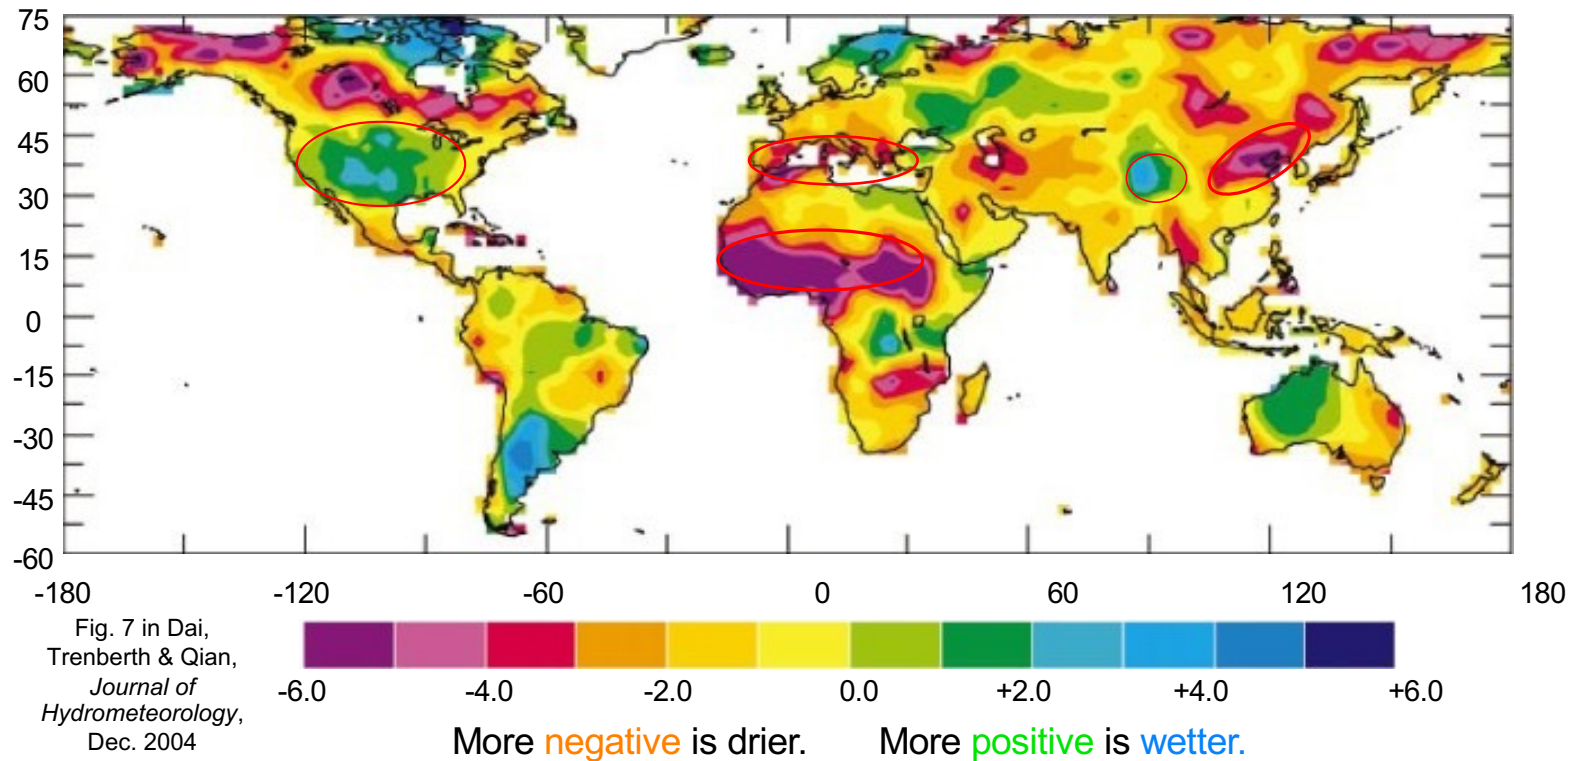 75
60
45
30
15
0
-15
-30
-45
-60
-180 -120 -60 0 60 120 180
Fig. 7 in Dai,
Trenberth & Qian,
Journal of
Hydrometeorology,
Dec. 2004
-6.0 -4.0 -2.0 0.0 +2.0 +4.0 +6.0
More negative is drier. More positive is wetter.